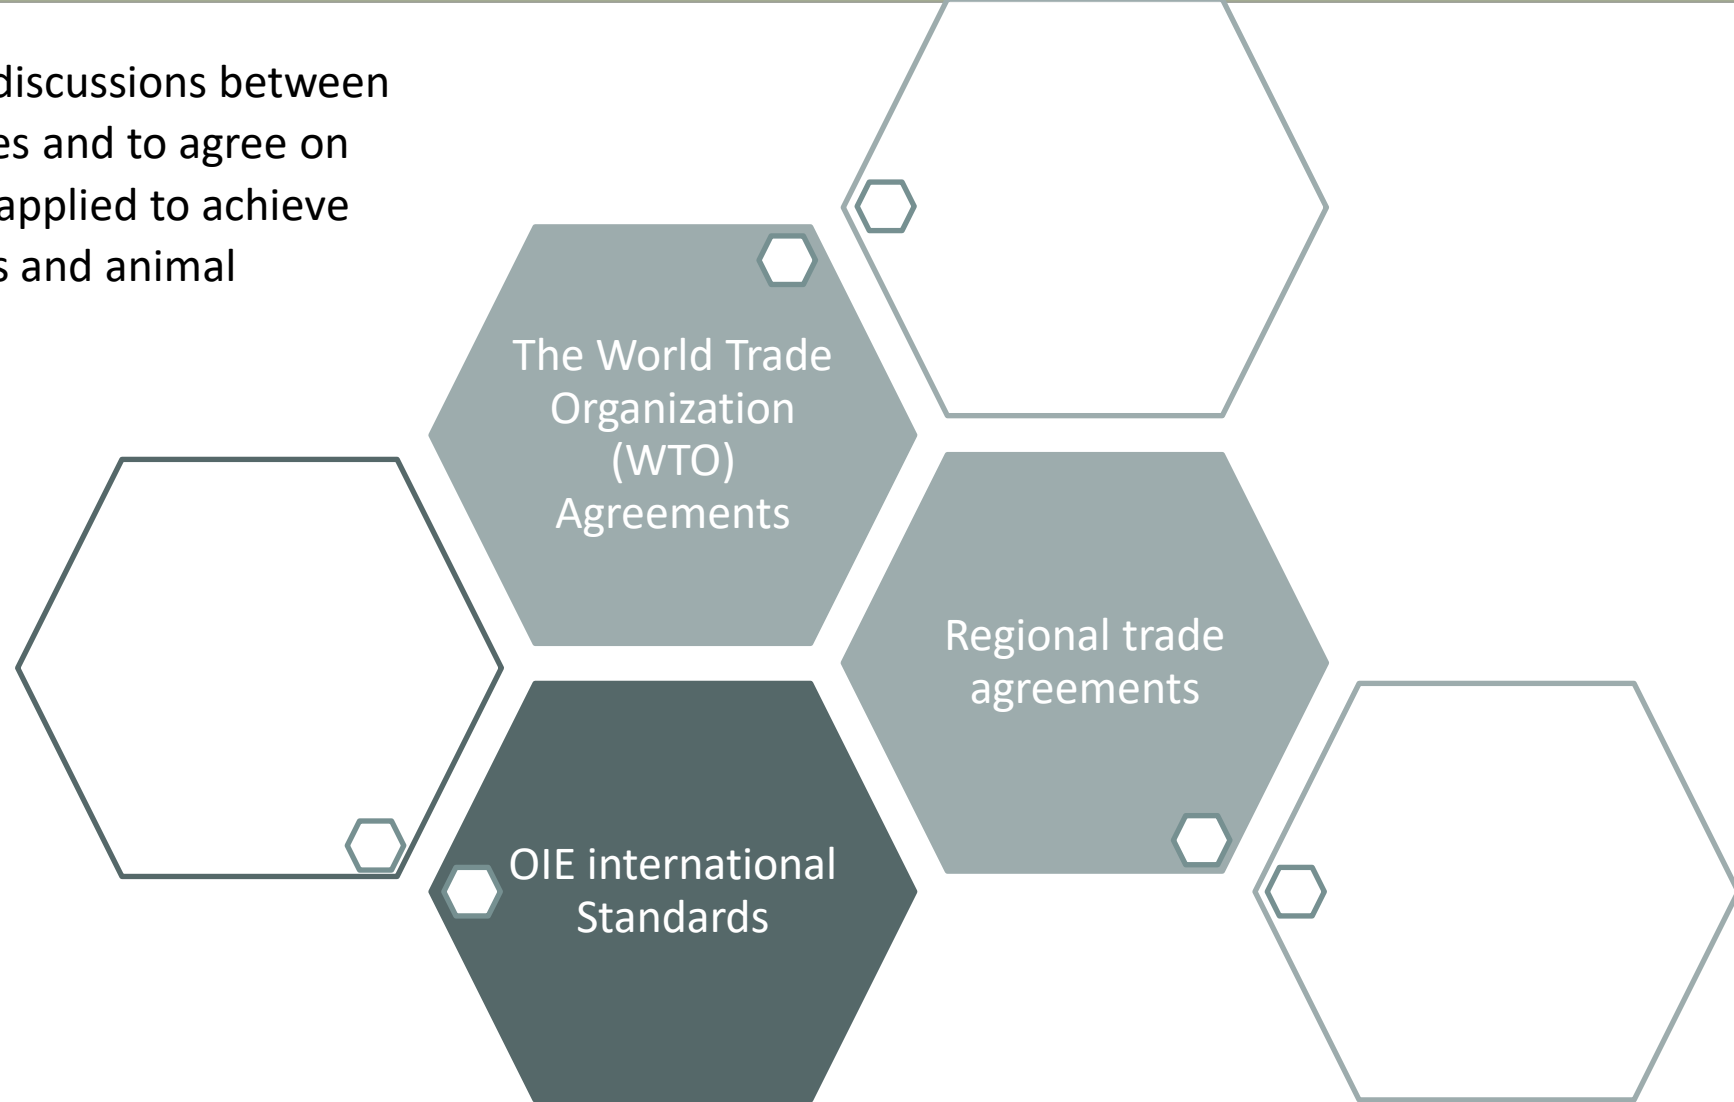 discussions between
es and to agree on
applied to achieve
s and animal
The World Trade
Organization
(WTO)
Agreements
Regional trade
agreements
OIE international
Standards